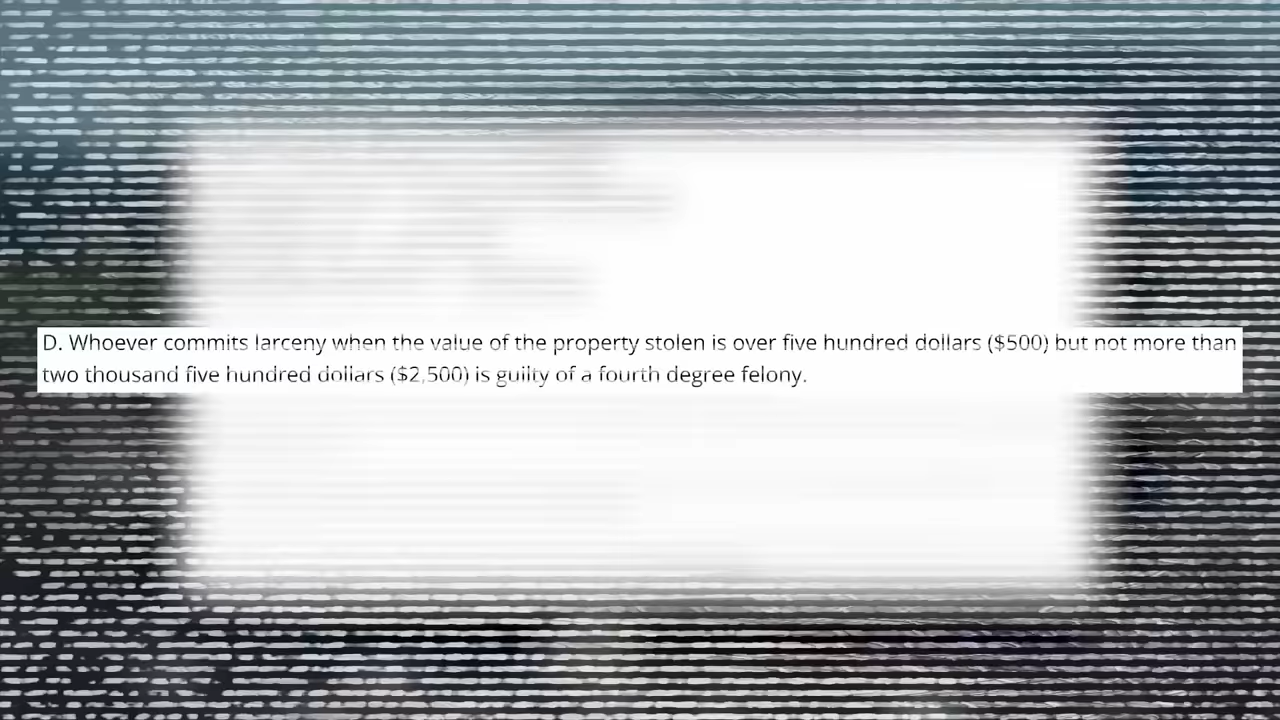 D. Whoever commits larceny when the value of the property stolen is over five hundred dollars ($500) but not more than
two thousand five hundred dollars ($2,500) is guilty of a fourth degree felony.